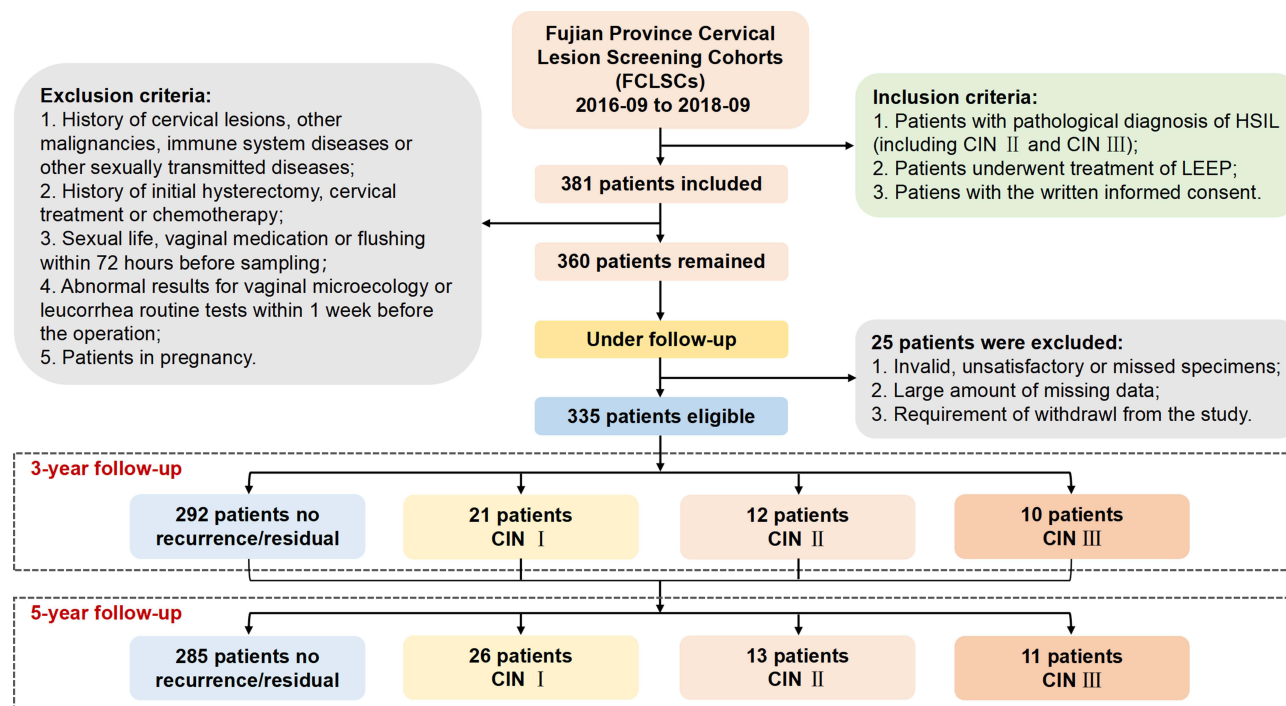 Fujian Province Cervical
Lesion Screening Cohorts
(FCLSCs)
2016-09 to 2018-09
Exclusion criteria:
1. History of cervical lesions, other
malignancies, immune system diseases or
other sexually transmitted diseases;
2. History of initial hysterectomy, cervical
treatment or chemotherapy;
3. Sexual life, vaginal medication or flushing
within 72 hours before sampling;
4. Abnormal results for vaginal microecology or
leucorrhea routine tests within 1 week before
the operation;
5. Patients in pregnancy.
Inclusion criteria:
1. Patients with pathological diagnosis of HSIL
(including CIN Ⅱ and CIN Ⅲ);
2. Patients underwent treatment of LEEP;
3. Patiens with the written informed consent.
381 patients included
360 patients remained
Under follow-up
25 patients were excluded:
1. Invalid, unsatisfactory or missed specimens;
2. Large amount of missing data;
3. Requirement of withdrawl from the study.
335 patients eligible
3-year follow-up
292 patients no
recurrence/residual
21 patients
CIN Ⅰ
12 patients
CIN Ⅱ
10 patients
CIN Ⅲ
5-year follow-up
285 patients no
recurrence/residual
26 patients
CIN Ⅰ
13 patients
CIN Ⅱ
11 patients
CIN Ⅲ